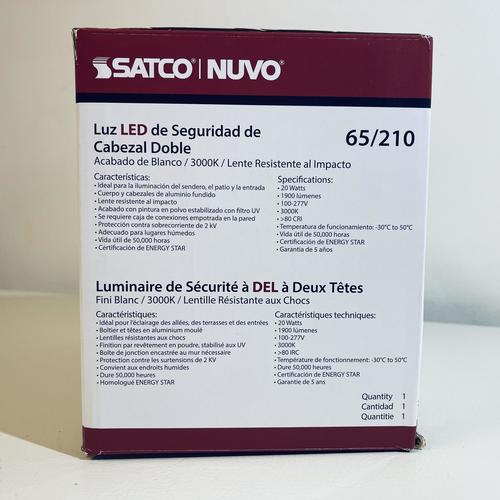 SATCO® | NUVO®
Luz LED de Seguridad de
Cabezal Doble
65/210
Acabado de Blanco / 3000K / Lente Resistente al Impacto
Características:
• Ideal para la iluminación del sendero, el patio y la entrada
• Cuerpo y cabezales de aluminio fundido
• Lente resistente al impacto
• Acabado con pintura en polvo estabilizado con filtro UV
• Se requiere caja de conexiones empotrada en la pared
• Protección contra sobrecorriente de 2 kV
• Adecuado para lugares húmedos
• Vida útil de 50,000 horas
• Certificación de ENERGY STAR
Specifications:
• 20 Watts
• 1900 lúmenes
• 100-277V
• 3000K
• >80 CRI
• Temperatura de funcionamiento: -30°C to 50°C
• Vida útil de 50,000 horas
• Certificación de ENERGY STAR
• Garantía de 5 años
Luminaire de Sécurité à DEL à Deux Têtes
Fini Blanc / 3000K / Lentille Résistante aux Chocs
Caractéristiques:
• Idéal pour l'éclairage des allées, des terrasses et des entrées
• Boîtier et têtes en aluminium moulé
• Lentilles résistantes aux chocs
• Finition par revêtement en poudre, stabilisé aux UV
• Boîte de jonction encastrée au mur nécessaire
• Protection contre les surtensions de 2 KV
• Convient aux endroits humides
• Dure 50,000 heures
• Homologué ENERGY STAR
Caractéristiques techniques:
• 20 Watts
• 1900 lúmenes
• 100-277V
• 3000K
• >80 IRC
• Température de fonctionnement: -30°C to 50°C
• Dure 50,000 heures
• Certificación de ENERGY STAR
• Garantie de 5 ans
Quantity 1
Cantidad 1
Quantitie 1